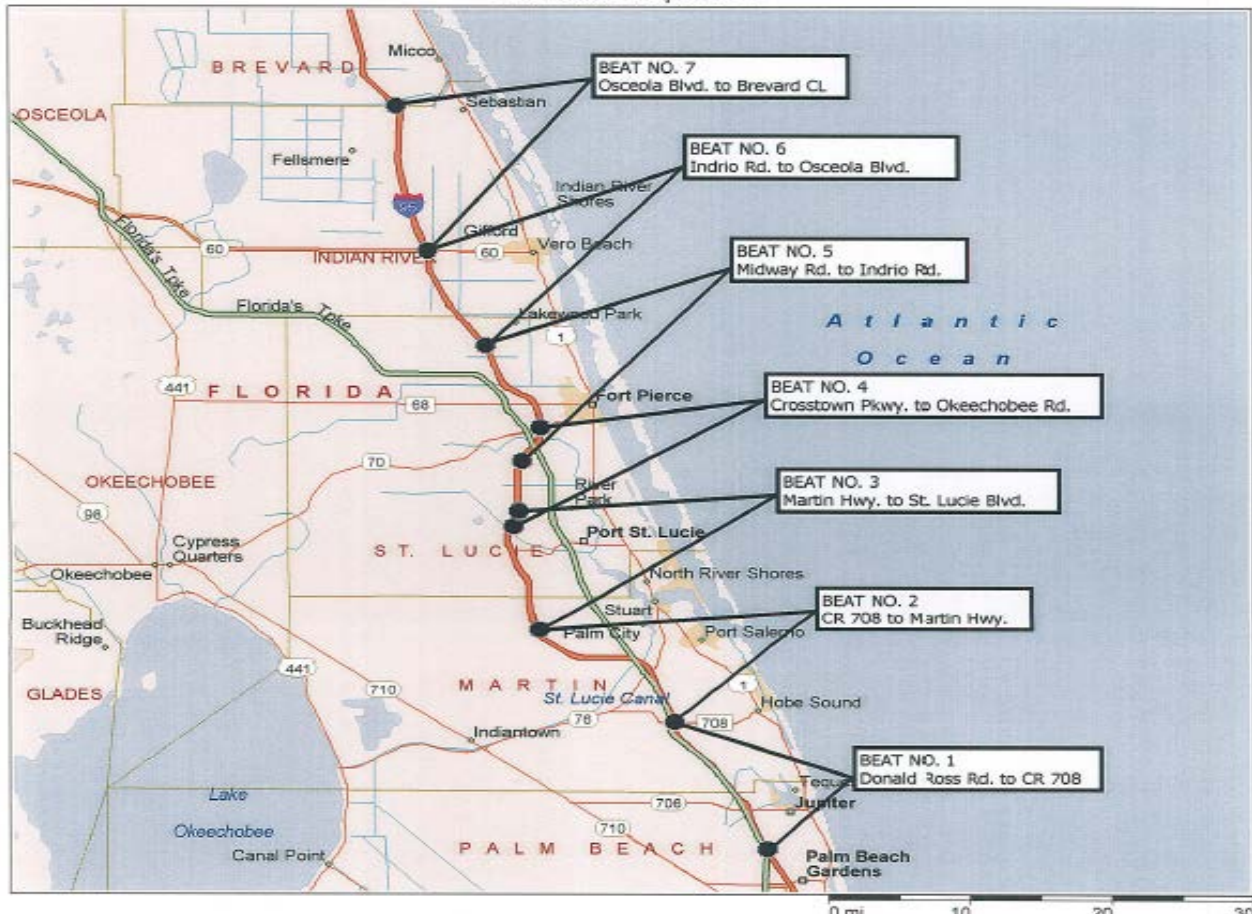 Micco
BREVARD
BEAT NO. 7
Osceola Blvd. to Brevard CL
OSCEOLA
Sebastian
Fellsmere
BEAT NO. 6
Indrio Rd. to Osceola Blvd.
95
Indian River
Shores
Gifford
Florida's Tpke
60
INDIAN RIVER
60
Vero Beach
BEAT NO. 5
Midway Rd. to Indrio Rd.
Florida's Tpke
Lakewood Park
1
Atlantic
Ocean
441
FLORIDA
68
Fort Pierce
BEAT NO. 4
Crosstown Pkwy. to Okeechobee Rd.
70
OKEECHOBEE
River
Park
BEAT NO. 3
Martin Hwy. to St. Lucie Blvd.
98
Cypress
Quarters
ST. LUCIE
Port St. Lucie
Okeechobee
North River Shores
BEAT NO. 2
CR 708 to Martin Hwy.
Stuart
Buckhead
Ridge
Palm City
Port Salerno
441
GLADES
710
MARTIN
St. Lucie Canal
1
Hobe Sound
76
708
Indiantown
BEAT NO. 1
Donald Ross Rd. to CR 708
Lake
Okeechobee
706
Jupiter
710
Canal Point
PALM BEACH
Palm Beach
Gardens
0 mi
10
20
30